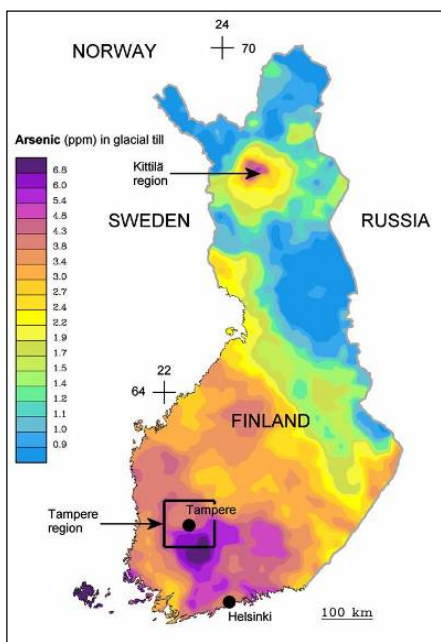 24
NORWAY
70
Arsenic (ppm) in glacial till
6.8
6.0
5.4
4.8
4.3
3.8
3.4
3.0
2.7
2.4
2.2
1.9
1.7
1.5
1.4
1.2
1.1
1.0
0.9
Kittilä
region
SWEDEN
RUSSIA
22
64
FINLAND
Tampere
Tampere
region
Helsinki
100 km